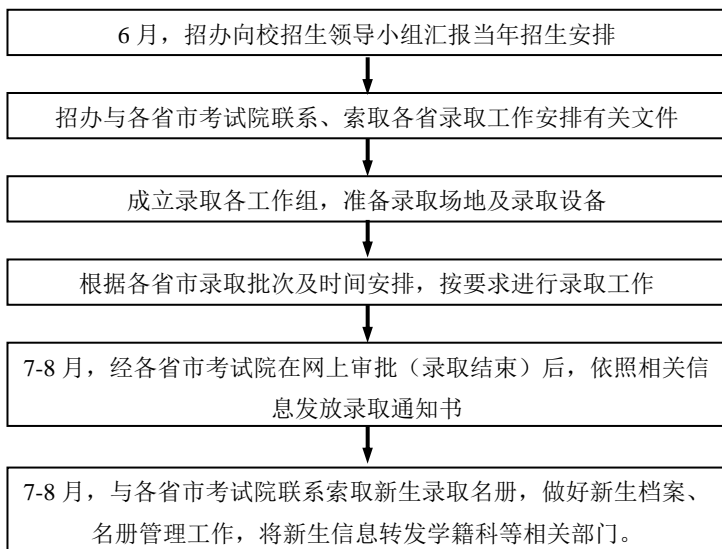 6 月，招办向校招生领导小组汇报当年招生安排
招办与各省市考试院联系、索取各省录取工作安排有关文件
成立录取各工作组，准备录取场地及录取设备
根据各省市录取批次及时间安排，按要求进行录取工作
7-8 月，经各省市考试院在网上审批（录取结束）后，依照相关信
息发放录取通知书
7-8 月，与各省市考试院联系索取新生录取名册，做好新生档案、
名册管理工作，将新生信息转发学籍科等相关部门。